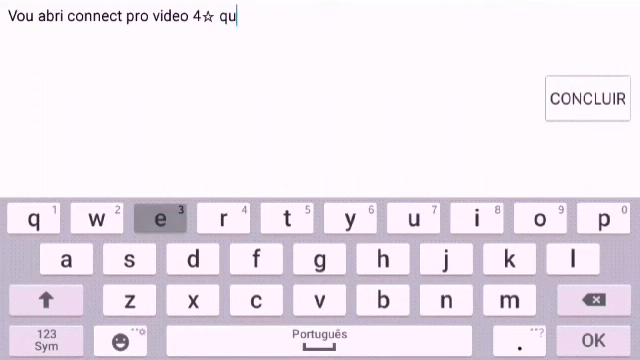 Vou abri connect pro video 4☆ qu
CONCLUIR
q 1 w 2 e 3 r 4 t 5 y 6 u 7 i 8 o 9 p 0
a s d f g h j k l
z x c v b n m
123 Sym Português . ? OK